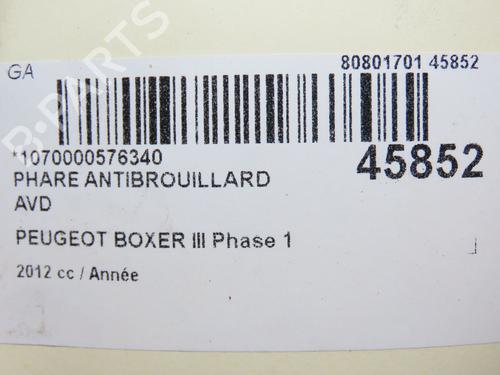 GA
80801701 45852
*1070000576340
45852
PHARE ANTIBROUILLARD
AVD
PEUGEOT BOXER III Phase 1
2012 cc / Année
B-PARTS